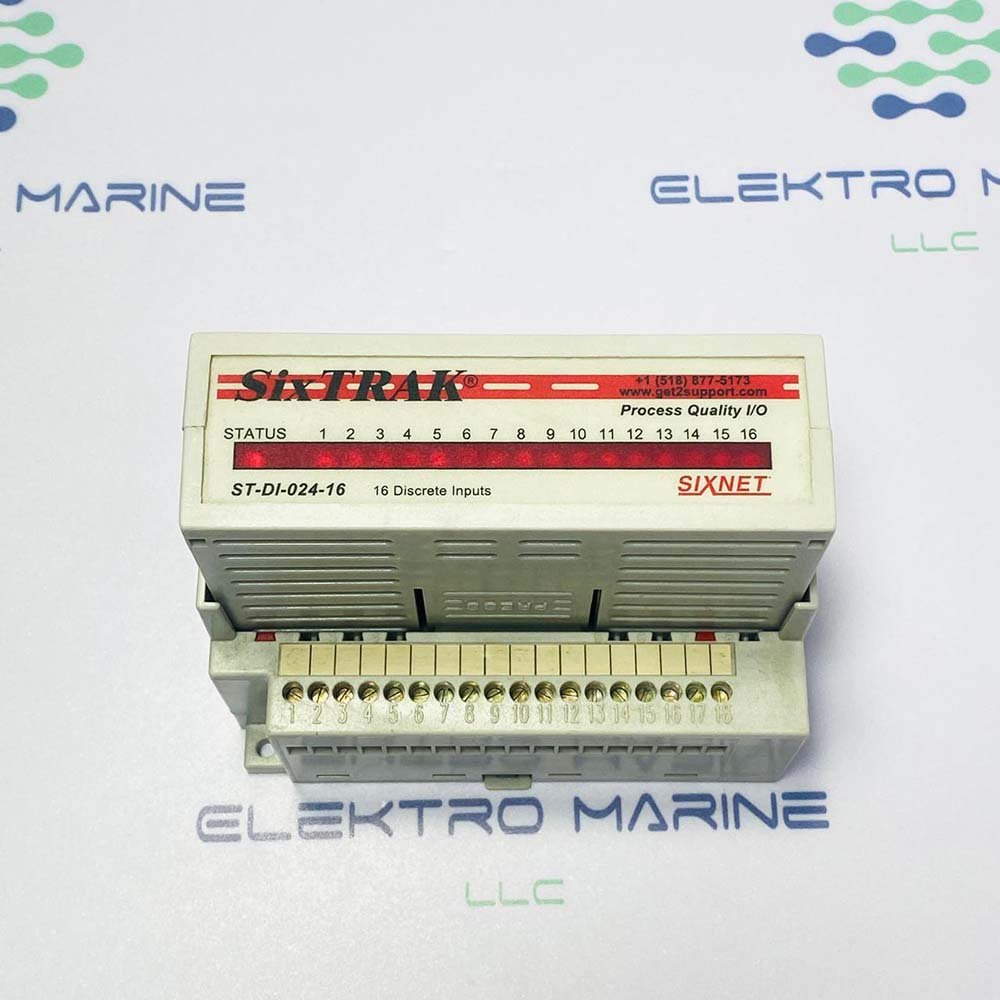 MARINE
ELEKTRO M
LLC
SixTRAK®
+1 (518) 877-5173
www.get2support.com
Process Quality I/O
STATUS 1 2 3 4 5 6 7 8 9 10 11 12 13 14 15 16
ST-DI-024-16 16 Discrete Inputs
SIXNET
1 2 3 4 5 6 7 8 9 10 11 12 13 14 15 16 17 18
ELEKTRO MARINE
LLC